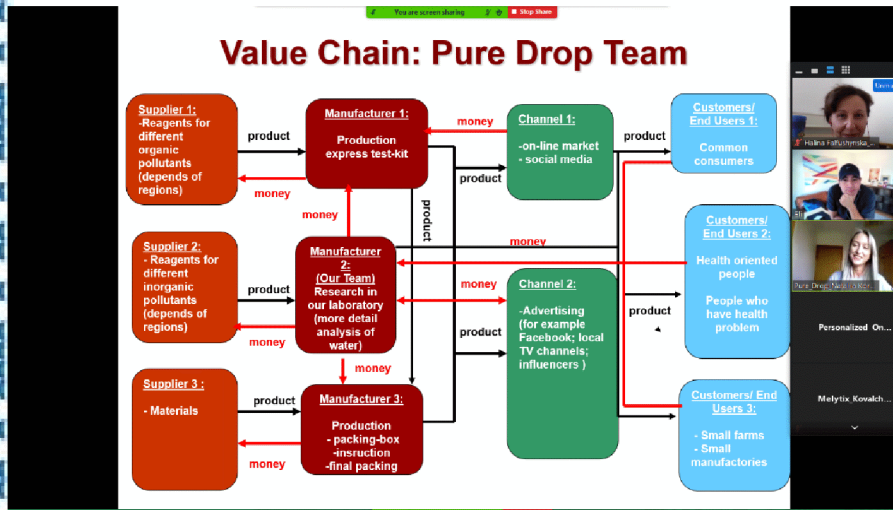 You are screen sharing
Stop Share
Value Chain: Pure Drop Team
Supplier 1:
-Reagents for
different
organic
pollutants
(depends of
regions)
product
money
Manufacturer 1:
Production
express test-kit
money
product
Channel 1:
-on-line market
- social media
product
Customers/
End Users 1:
Common
consumers
money
product
Supplier 2:
- Reagents for
different
inorganic
pollutants
(depends of
regions)
product
money
Manufacturer
2:
(Our Team)
Research in
our laboratory
(more detail
analysis of
water)
money
money
product
money
Channel 2:
-Advertising
(for example
Facebook; local
TV channels;
influencers )
product
Customers/
End Users 2:
Health oriented
people
People who
have health
problem
Supplier 3 :
- Materials
product
money
Manufacturer 3:
Production
- packing-box
-insruction
-final packing
Customers/ End
Users 3:
- Small farms
- Small
manufactories
Personalized On...
Melytix_Kovalch...